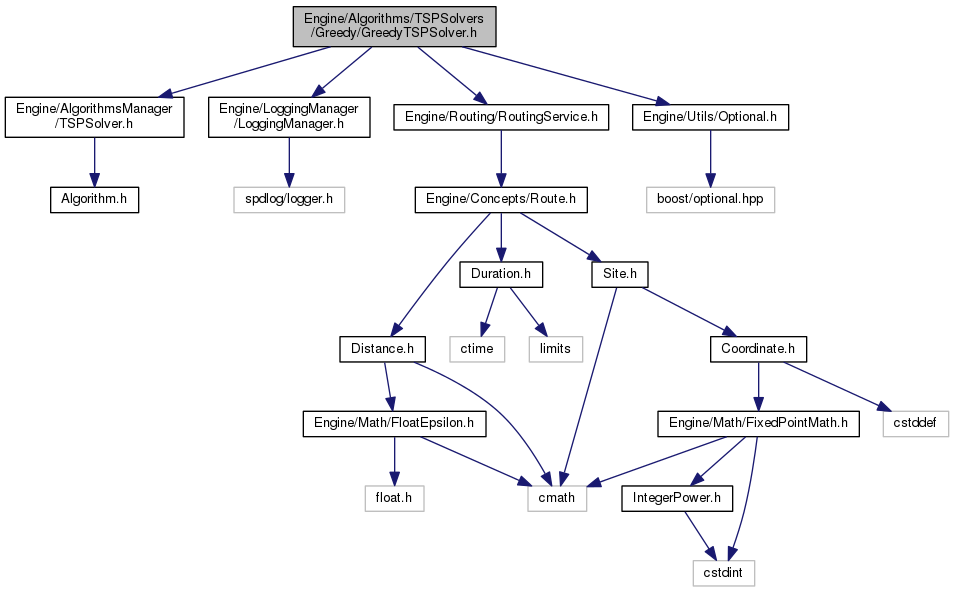 Engine/Algorithms/TSPSolvers
/Greedy/GreedyTSPSolver.h
Engine/AlgorithmsManager
/TSPSolver.h
Engine/LoggingManager
/LoggingManager.h
Engine/Routing/RoutingService.h
Engine/Utils/Optional.h
Algorithm.h
spdlog/logger.h
Engine/Concepts/Route.h
boost/optional.hpp
Duration.h
Site.h
Distance.h
ctime
limits
Coordinate.h
Engine/Math/FloatEpsilon.h
Engine/Math/FixedPointMath.h
cstddef
float.h
cmath
IntegerPower.h
cstdint